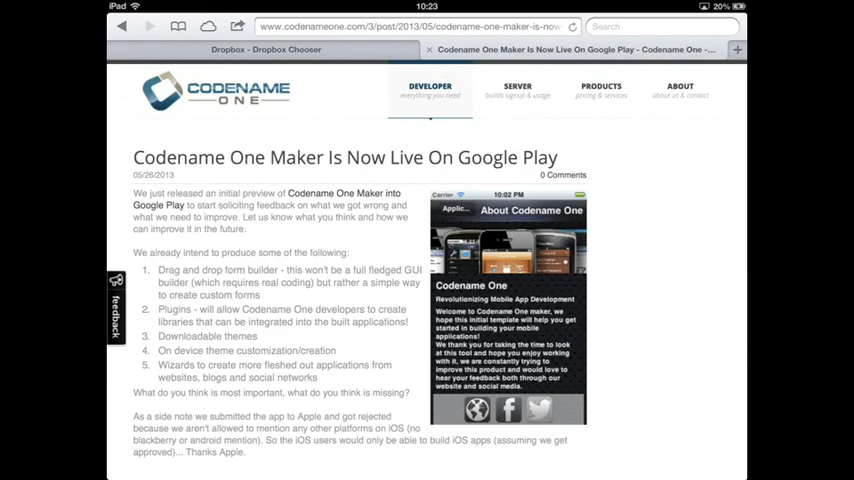 iPad
10:23
20%
www.codenameone.com/3/post/2013/05/codename-one-maker-is-now
Search
Dropbox - Dropbox Chooser
Codename One Maker Is Now Live On Google Play - Codename One -...
CODENAME
ONE
DEVELOPER
everything you need
SERVER
builds signup & usage
PRODUCTS
pricing & services
ABOUT
about us & contact
Codename One Maker Is Now Live On Google Play
05/26/2013
0 Comments
We just released an initial preview of Codename One Maker into
Google Play to start soliciting feedback on what we got wrong and
what we need to improve. Let us know what you think and how we
can improve it in the future.
We already intend to produce some of the following:
1. Drag and drop form builder - this won't be a full fledged GUI
builder (which requires real coding) but rather a simple way
to create custom forms
2. Plugins - will allow Codename One developers to create
libraries that can be integrated into the built applications!
3. Downloadable themes
4. On device theme customization/creation
5. Wizards to create more fleshed out applications from
websites, blogs and social networks
What do you think is most important, what do you think is missing?
As a side note we submitted the app to Apple and got rejected
because we aren't allowed to mention any other platforms on iOS (no
blackberry or android mention). So the iOS users would only be able to build iOS apps (assuming we get
approved)... Thanks Apple.
Carrier
10:02 PM
Applic...
About Codename One
Codename One
Revolutionizing Mobile App Development
Welcome to Codename One maker, we
hope this initial template will help you get
started in building your mobile
applications!
We thank you for taking the time to look
at this tool and hope you enjoy working
with it, we are constantly trying to
improve this product and would love to
hear your feedback both through our
website and social media.
feedback